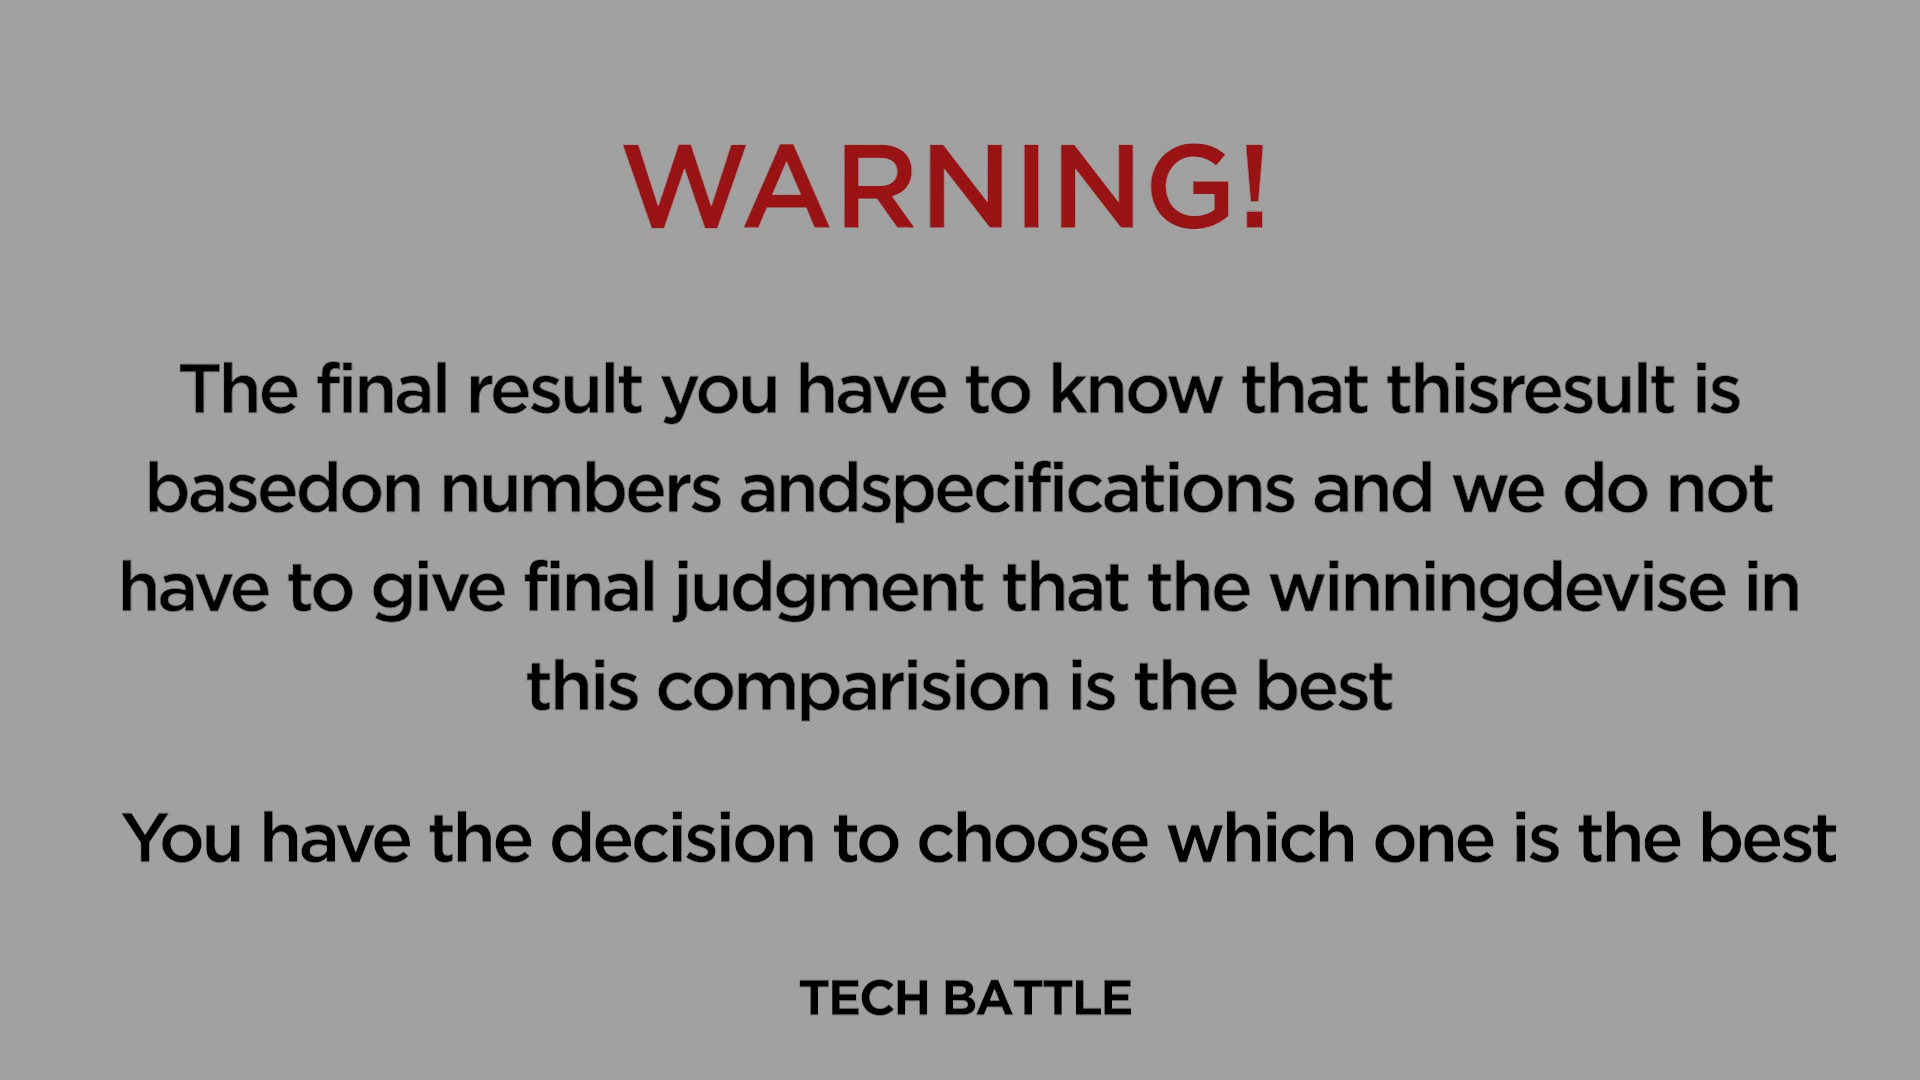 WARNING!
The final result you have to know that thisresult is
basedon numbers andspecifications and we do not
have to give final judgment that the winningdevise in
this comparision is the best
You have the decision to choose which one is the best
TECH BATTLE